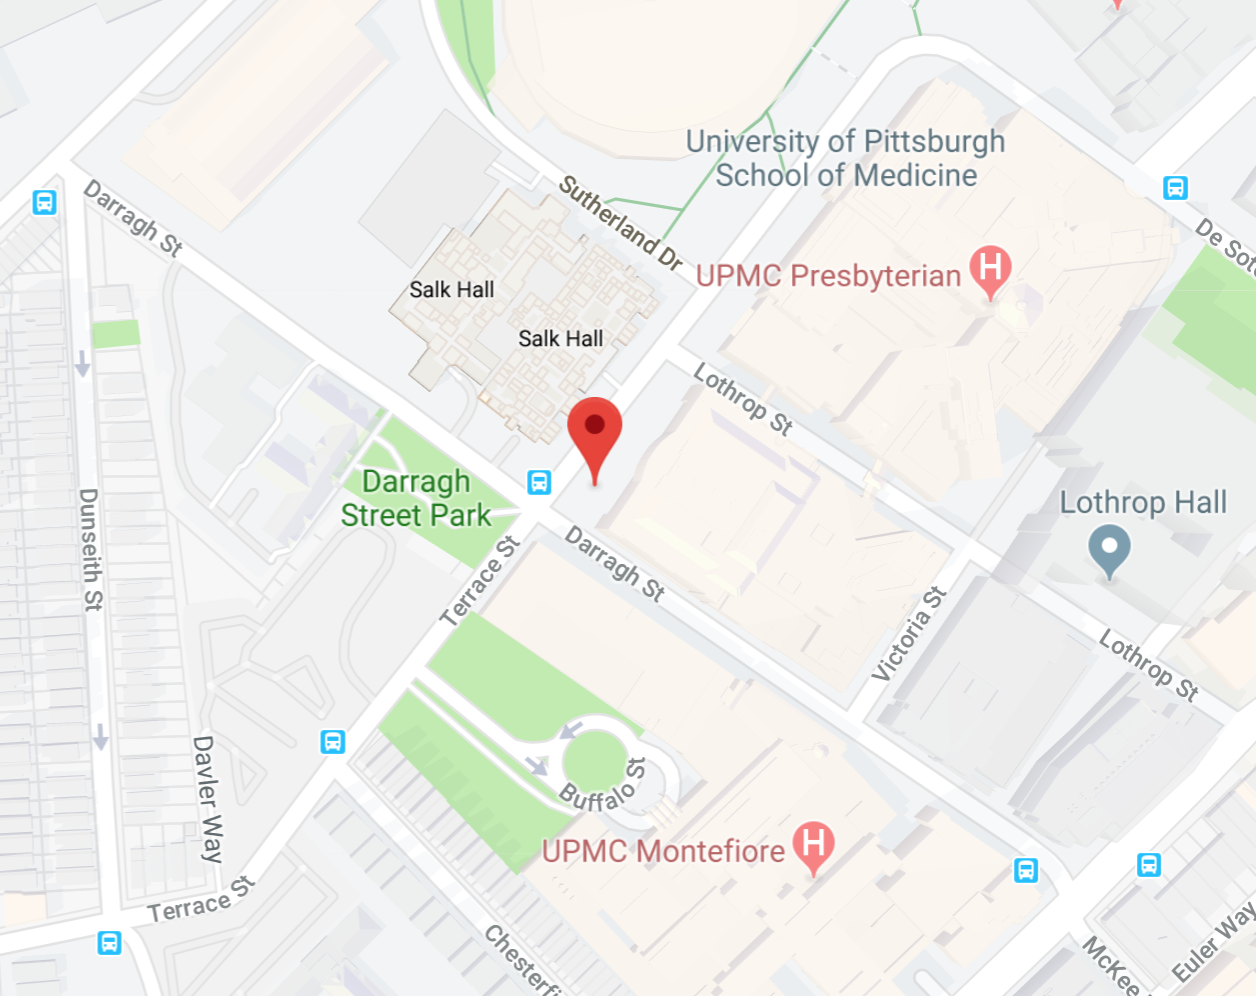 University of Pittsburgh
School of Medicine
Darragh St
Sutherland Dr
De Soto
UPMC Presbyterian
H
Salk Hall
Salk Hall
Lothrop St
Darragh
Street Park
Lothrop Hall
Dunseith St
Terrace St
Darragh St
Victoria St
Lothrop St
Davler Way
Buffalo St
UPMC Montefiore
H
Terrace St
Chesterfi
McKee
Euler Way